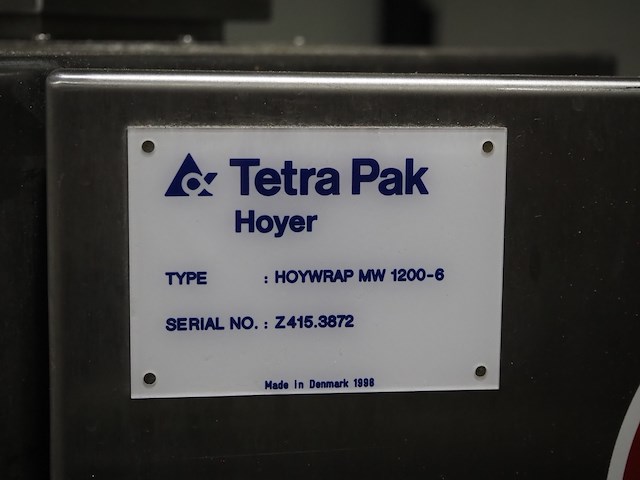 Tetra Pak
Hoyer
TYPE : HOYWRAP MW 1200-6
SERIAL NO. : Z415.3872
Made in Denmark 1998